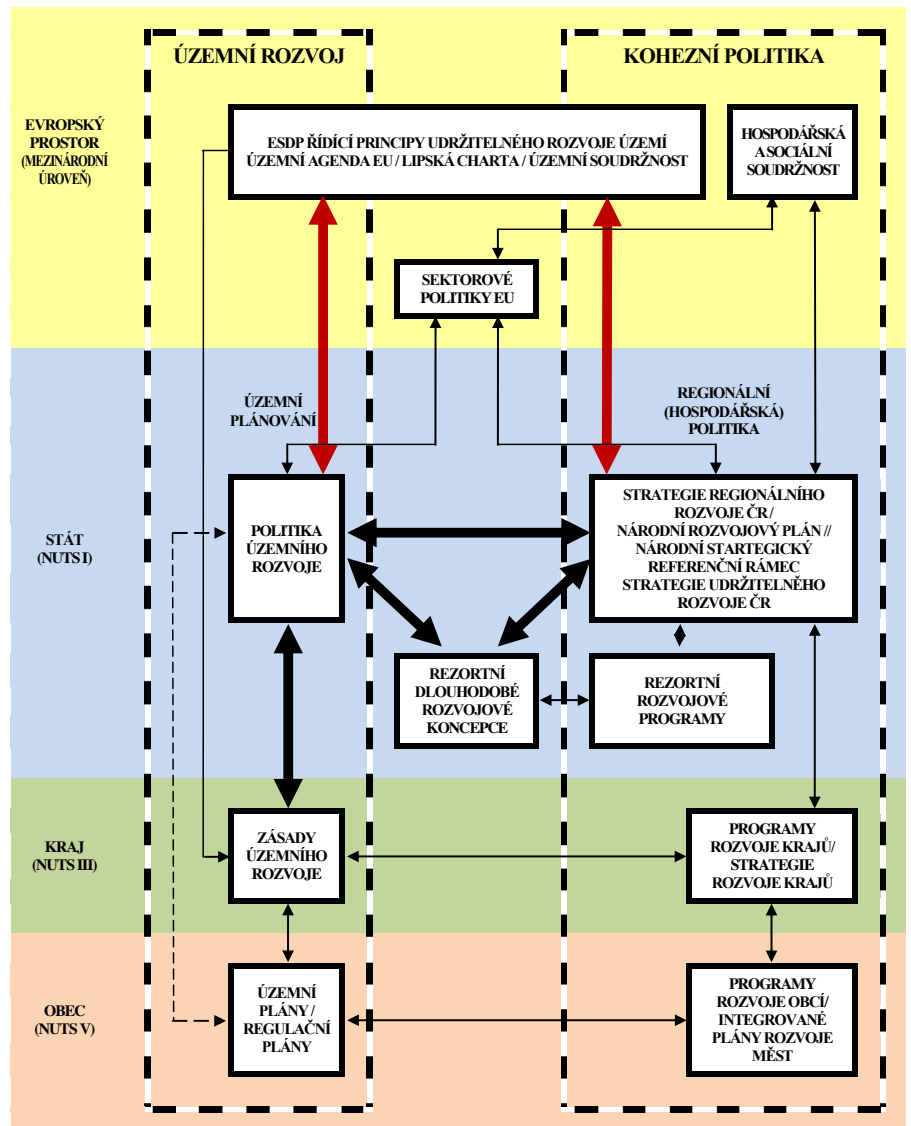 ÚZEMNÍ ROZVOJ
KOHEZNÍ POLITIKA
EVROPSKÝ
PROSTOR
(MEZINÁRODNÍ
ÚROVEŇ)
ESDP ŘÍDÍCÍ PRINCIPY UDRŽITELNÉHO ROZVOJE ÚZEMÍ
ÚZEMNÍ AGENDA EU / LIPSKÁ CHARTA / ÚZEMNÍ SOUDRŽNOST
HOSPODÁŘSKÁ
A SOCIÁLNÍ
SOUDRŽNOST
SEKTOROVÉ
POLITIKY EU
ÚZEMNÍ
PLÁNOVÁNÍ
REGIONÁLNÍ
(HOSPODÁŘSKÁ)
POLITIKA
STÁT
(NUTS I)
POLITIKA
ÚZEMNÍHO
ROZVOJE
STRATEGIE REGIONÁLNÍHO
ROZVOJE ČR /
NÁRODNÍ ROZVOJOVÝ PLÁN //
NÁRODNÍ STARTEGICKÝ
REFERENČNÍ RÁMEC
STRATEGIE UDRŽITELNĚHO
ROZVOJE ČR
REZORTNÍ
DLOUHODOBÉ
ROZVOJOVÉ
KONCEPCE
REZORTNÍ
ROZVOJOVÉ
PROGRAMY
KRAJ
(NUTS III)
ZÁSADY
ÚZEMNÍHO
ROZVOJE
PROGRAMY
ROZVOJE KRAJŮ/
STRATEGIE
ROZVOJE KRAJŮ
OBEC
(NUTS V)
ÚZEMNÍ
PLÁNY /
REGULAČNÍ
PLÁNY
PROGRAMY
ROZVOJE OBCÍ/
INTEGROVANÉ
PLÁNY ROZVOJE
MĚST